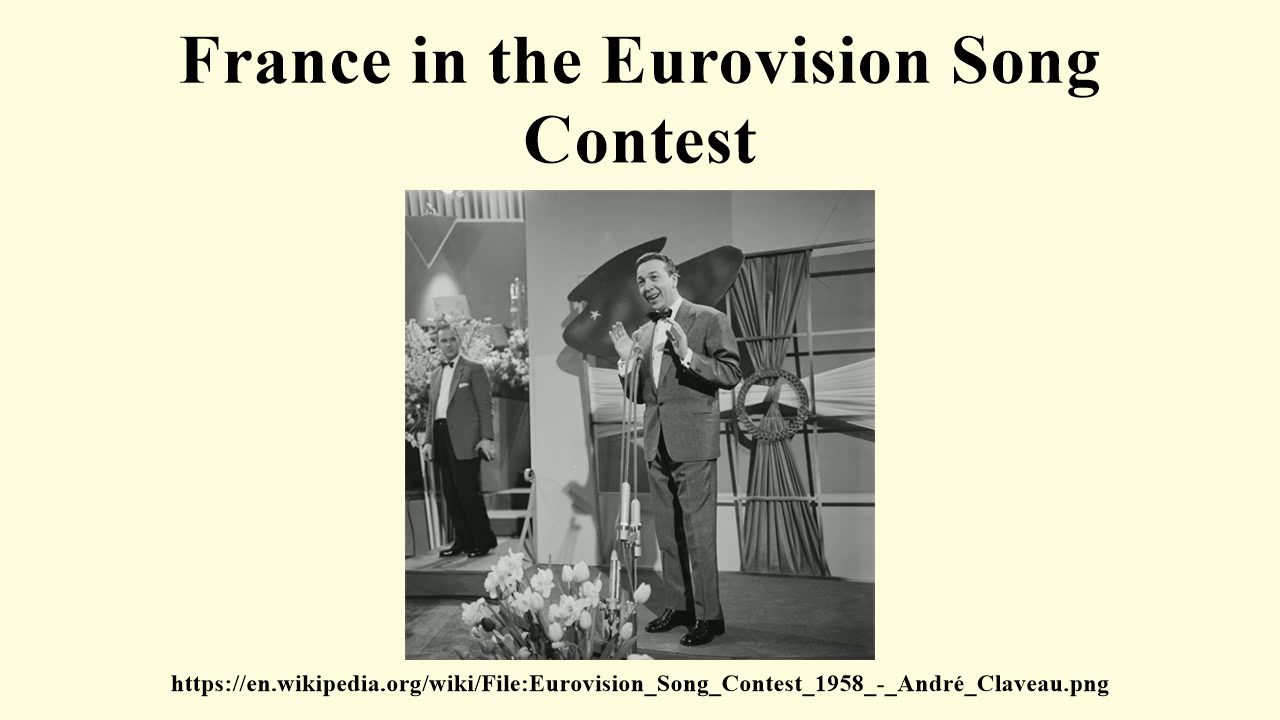 France in the Eurovision Song
Contest
https://en.wikipedia.org/wiki/File:Eurovision_Song_Contest_1958_-_André_Claveau.png